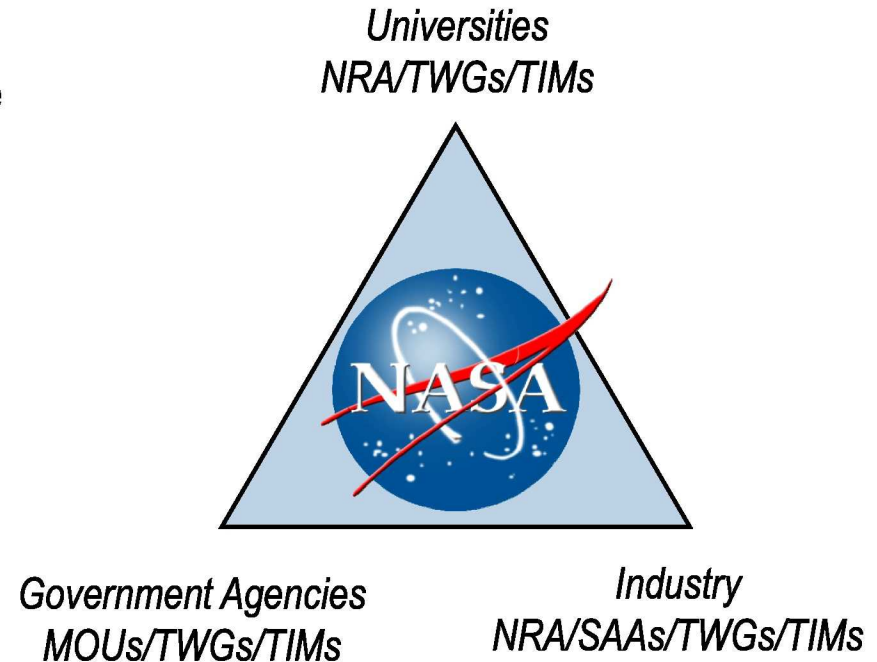 Universities
NRA/TWGs/TIMs
NASA
Government Agencies
MOUs/TWGs/TIMs
Industry
NRA/SAAs/TWGs/TIMs